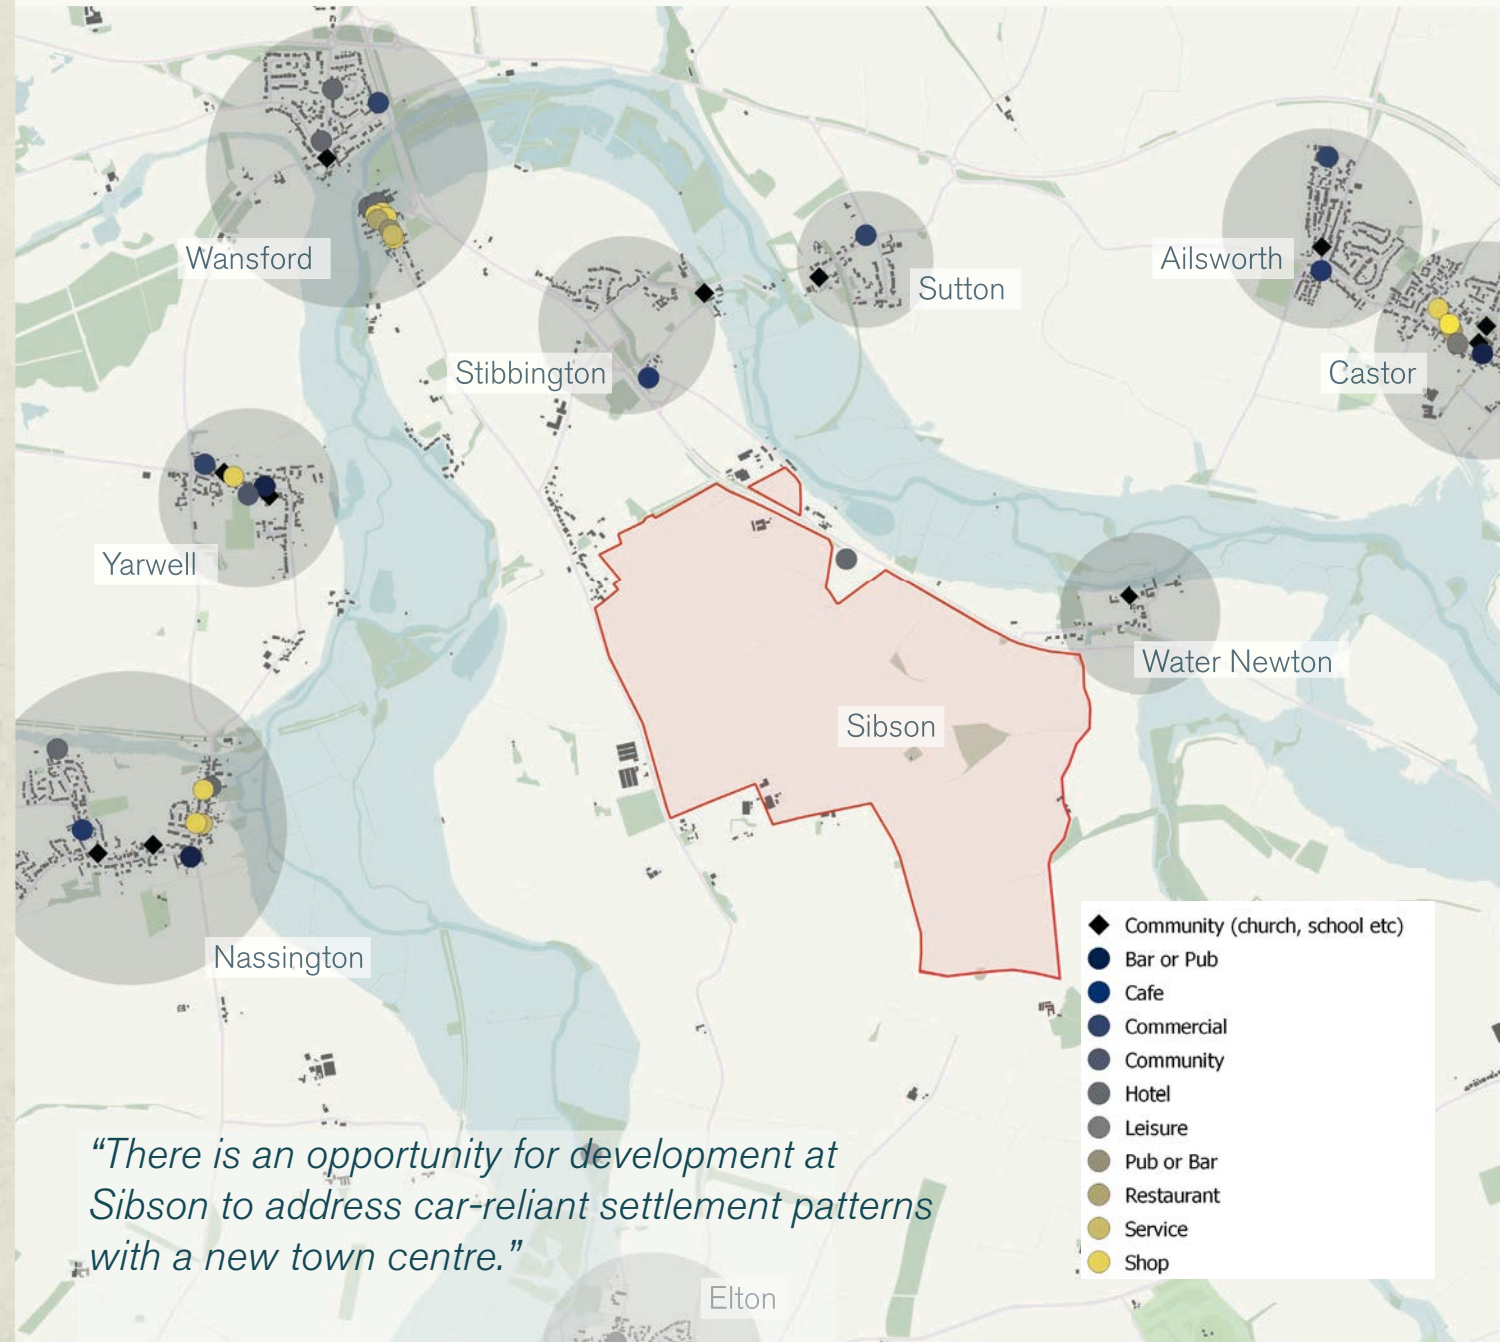 Wansford
Sutton
Ailsworth
Stibbington
Castor
Yarwell
Water Newton
Sibson
Nassington
Community (church, school etc)
Bar or Pub
Cafe
Commercial
Community
Hotel
Leisure
Pub or Bar
Restaurant
Service
Shop
“There is an opportunity for development at
Sibson to address car-reliant settlement patterns
with a new town centre.”
Elton